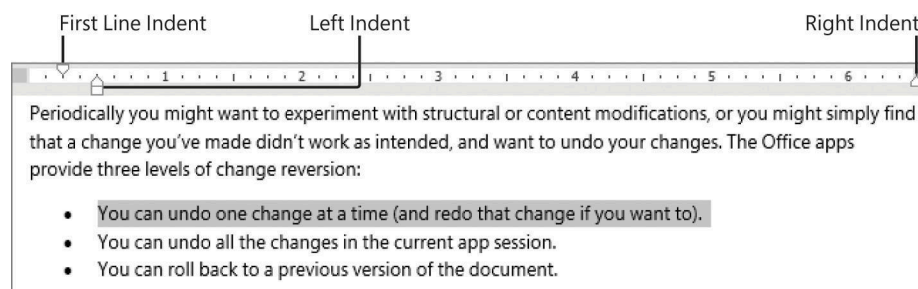 First Line Indent Left Indent Right Indent
1 2 3 4 5 6
Periodically you might want to experiment with structural or content modifications, or you might simply find
that a change you’ve made didn’t work as intended, and want to undo your changes. The Office apps
provide three levels of change reversion:
• You can undo one change at a time (and redo that change if you want to).
• You can undo all the changes in the current app session.
• You can roll back to a previous version of the document.